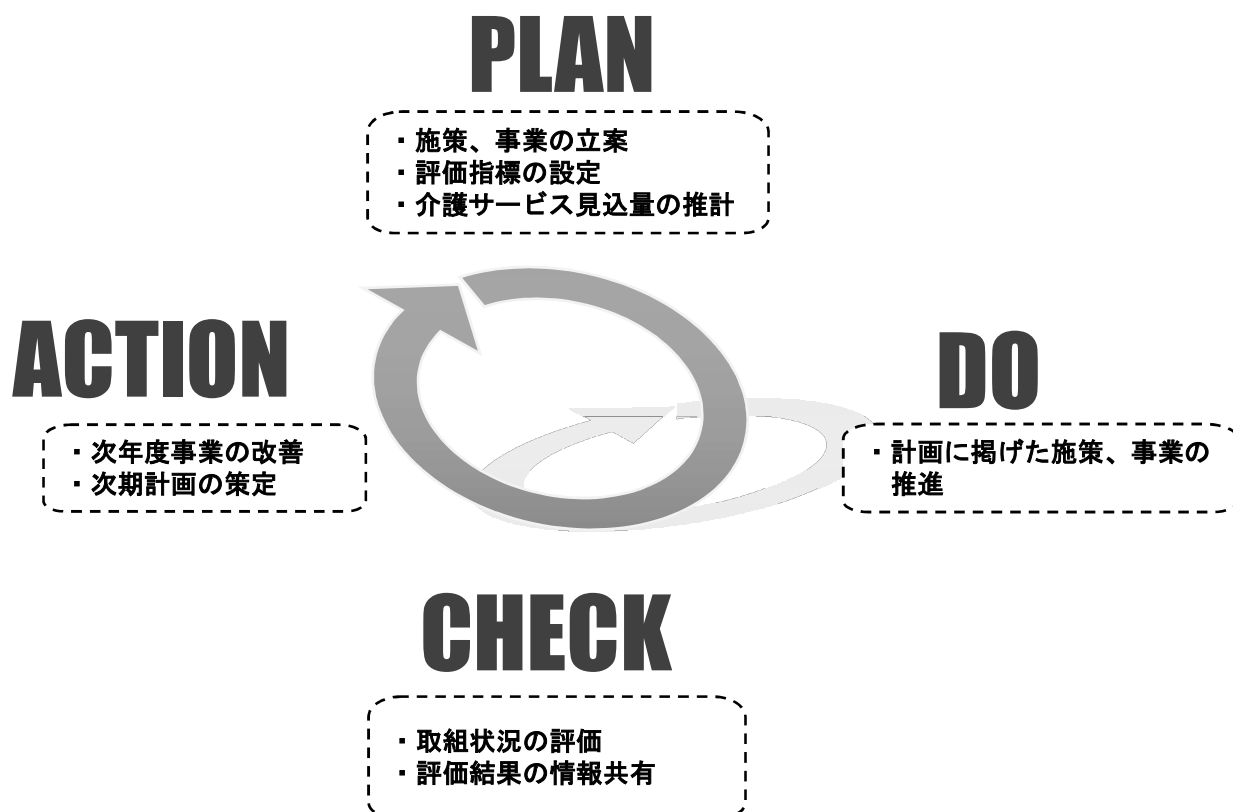 PLAN
・施策、事業の立案
・評価指標の設定
・介護サービス見込量の推計
ACTION
・次年度事業の改善
・次期計画の策定
DO
・計画に掲げた施策、事業の
推進
CHECK
・取組状況の評価
・評価結果の情報共有